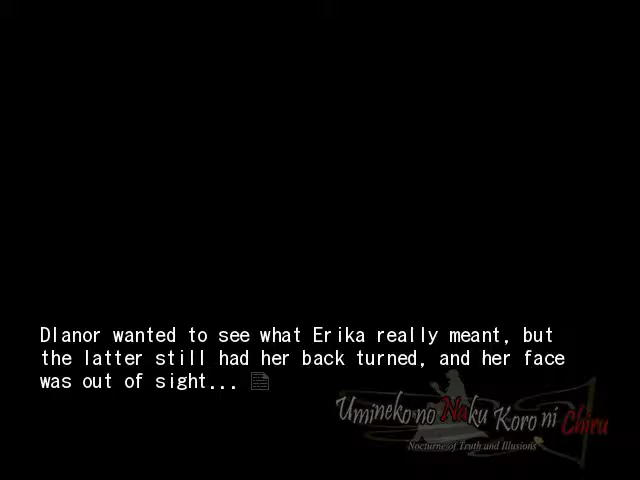 Dlanor wanted to see what Erika really meant, but
the latter still had her back turned, and her face
was out of sight...
Umineko no Naku Koro ni Chiru
Nocturne of Truth and Illusions